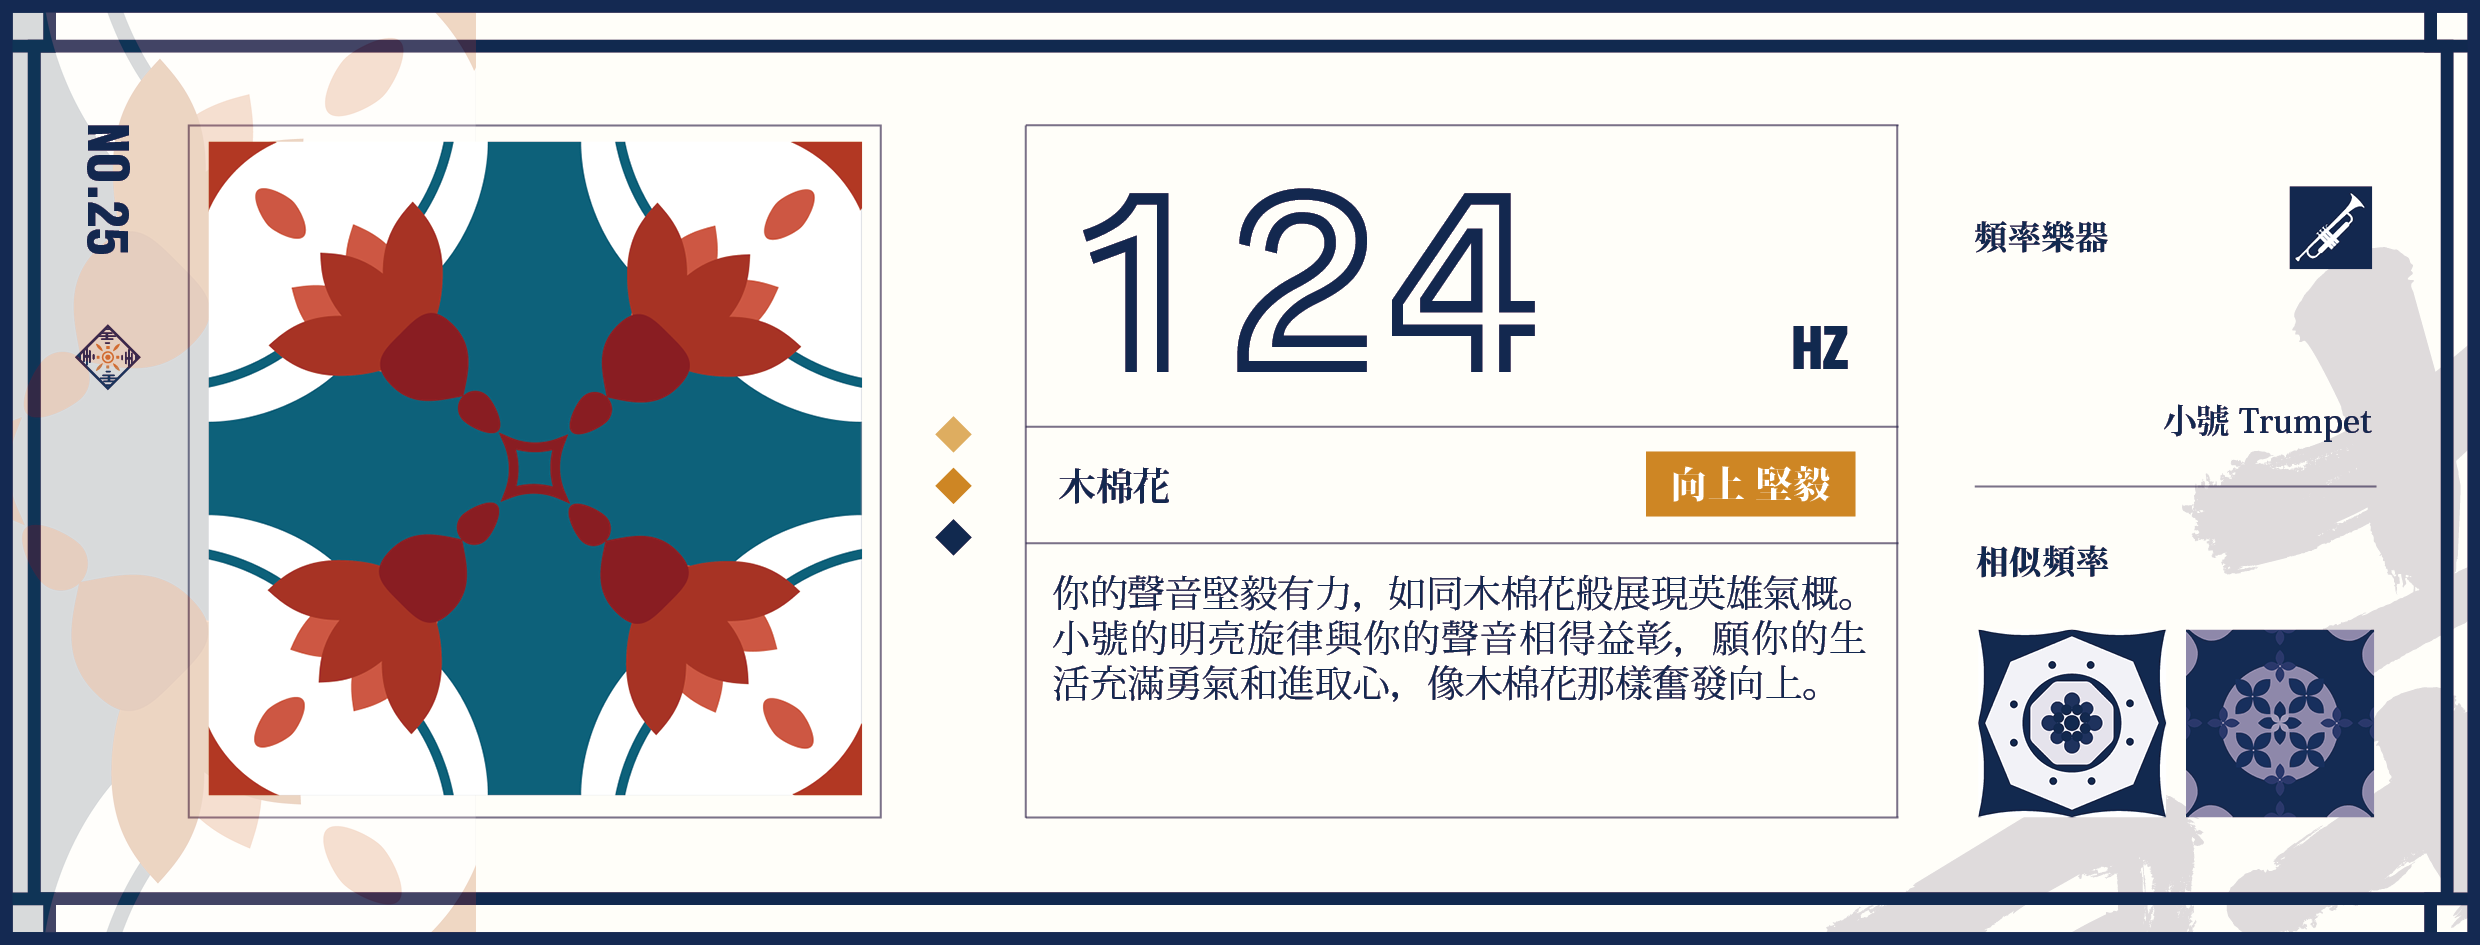 NO.25
124
HZ
木棉花
向上 堅毅
你的聲音堅毅有力，如同木棉花般展現英雄氣概。
小號的明亮旋律與你的聲音相得益彰，願你的生
活充滿勇氣和進取心，像木棉花那樣奮發向上。
頻率樂器
小號 Trumpet
相似頻率